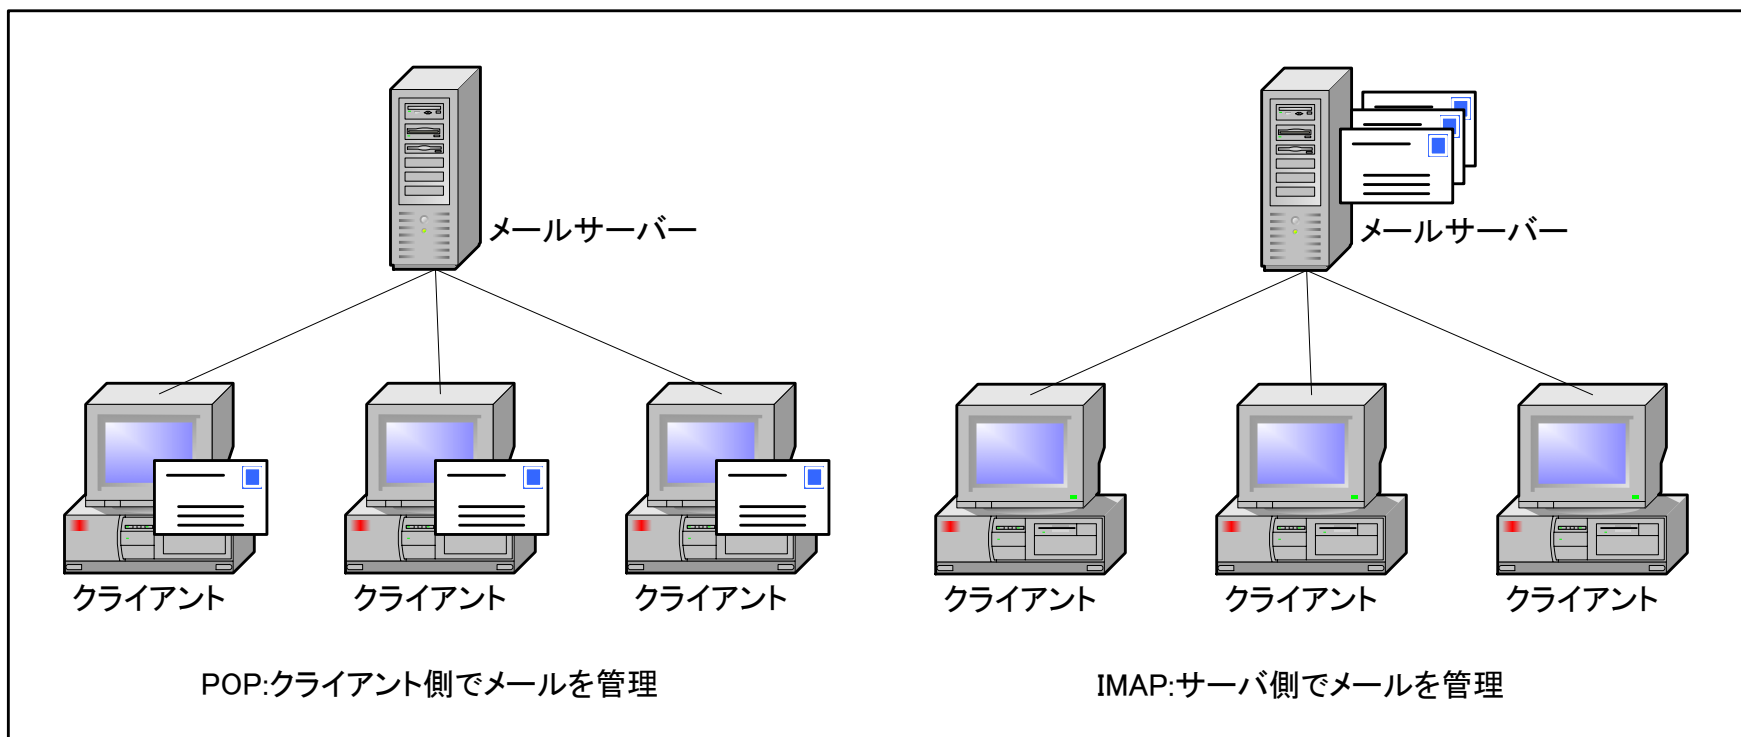 メールサーバー
メールサーバー
クライアント
クライアント
クライアント
クライアント
クライアント
クライアント
POP:クライアント側でメールを管理
IMAP:サーバ側でメールを管理